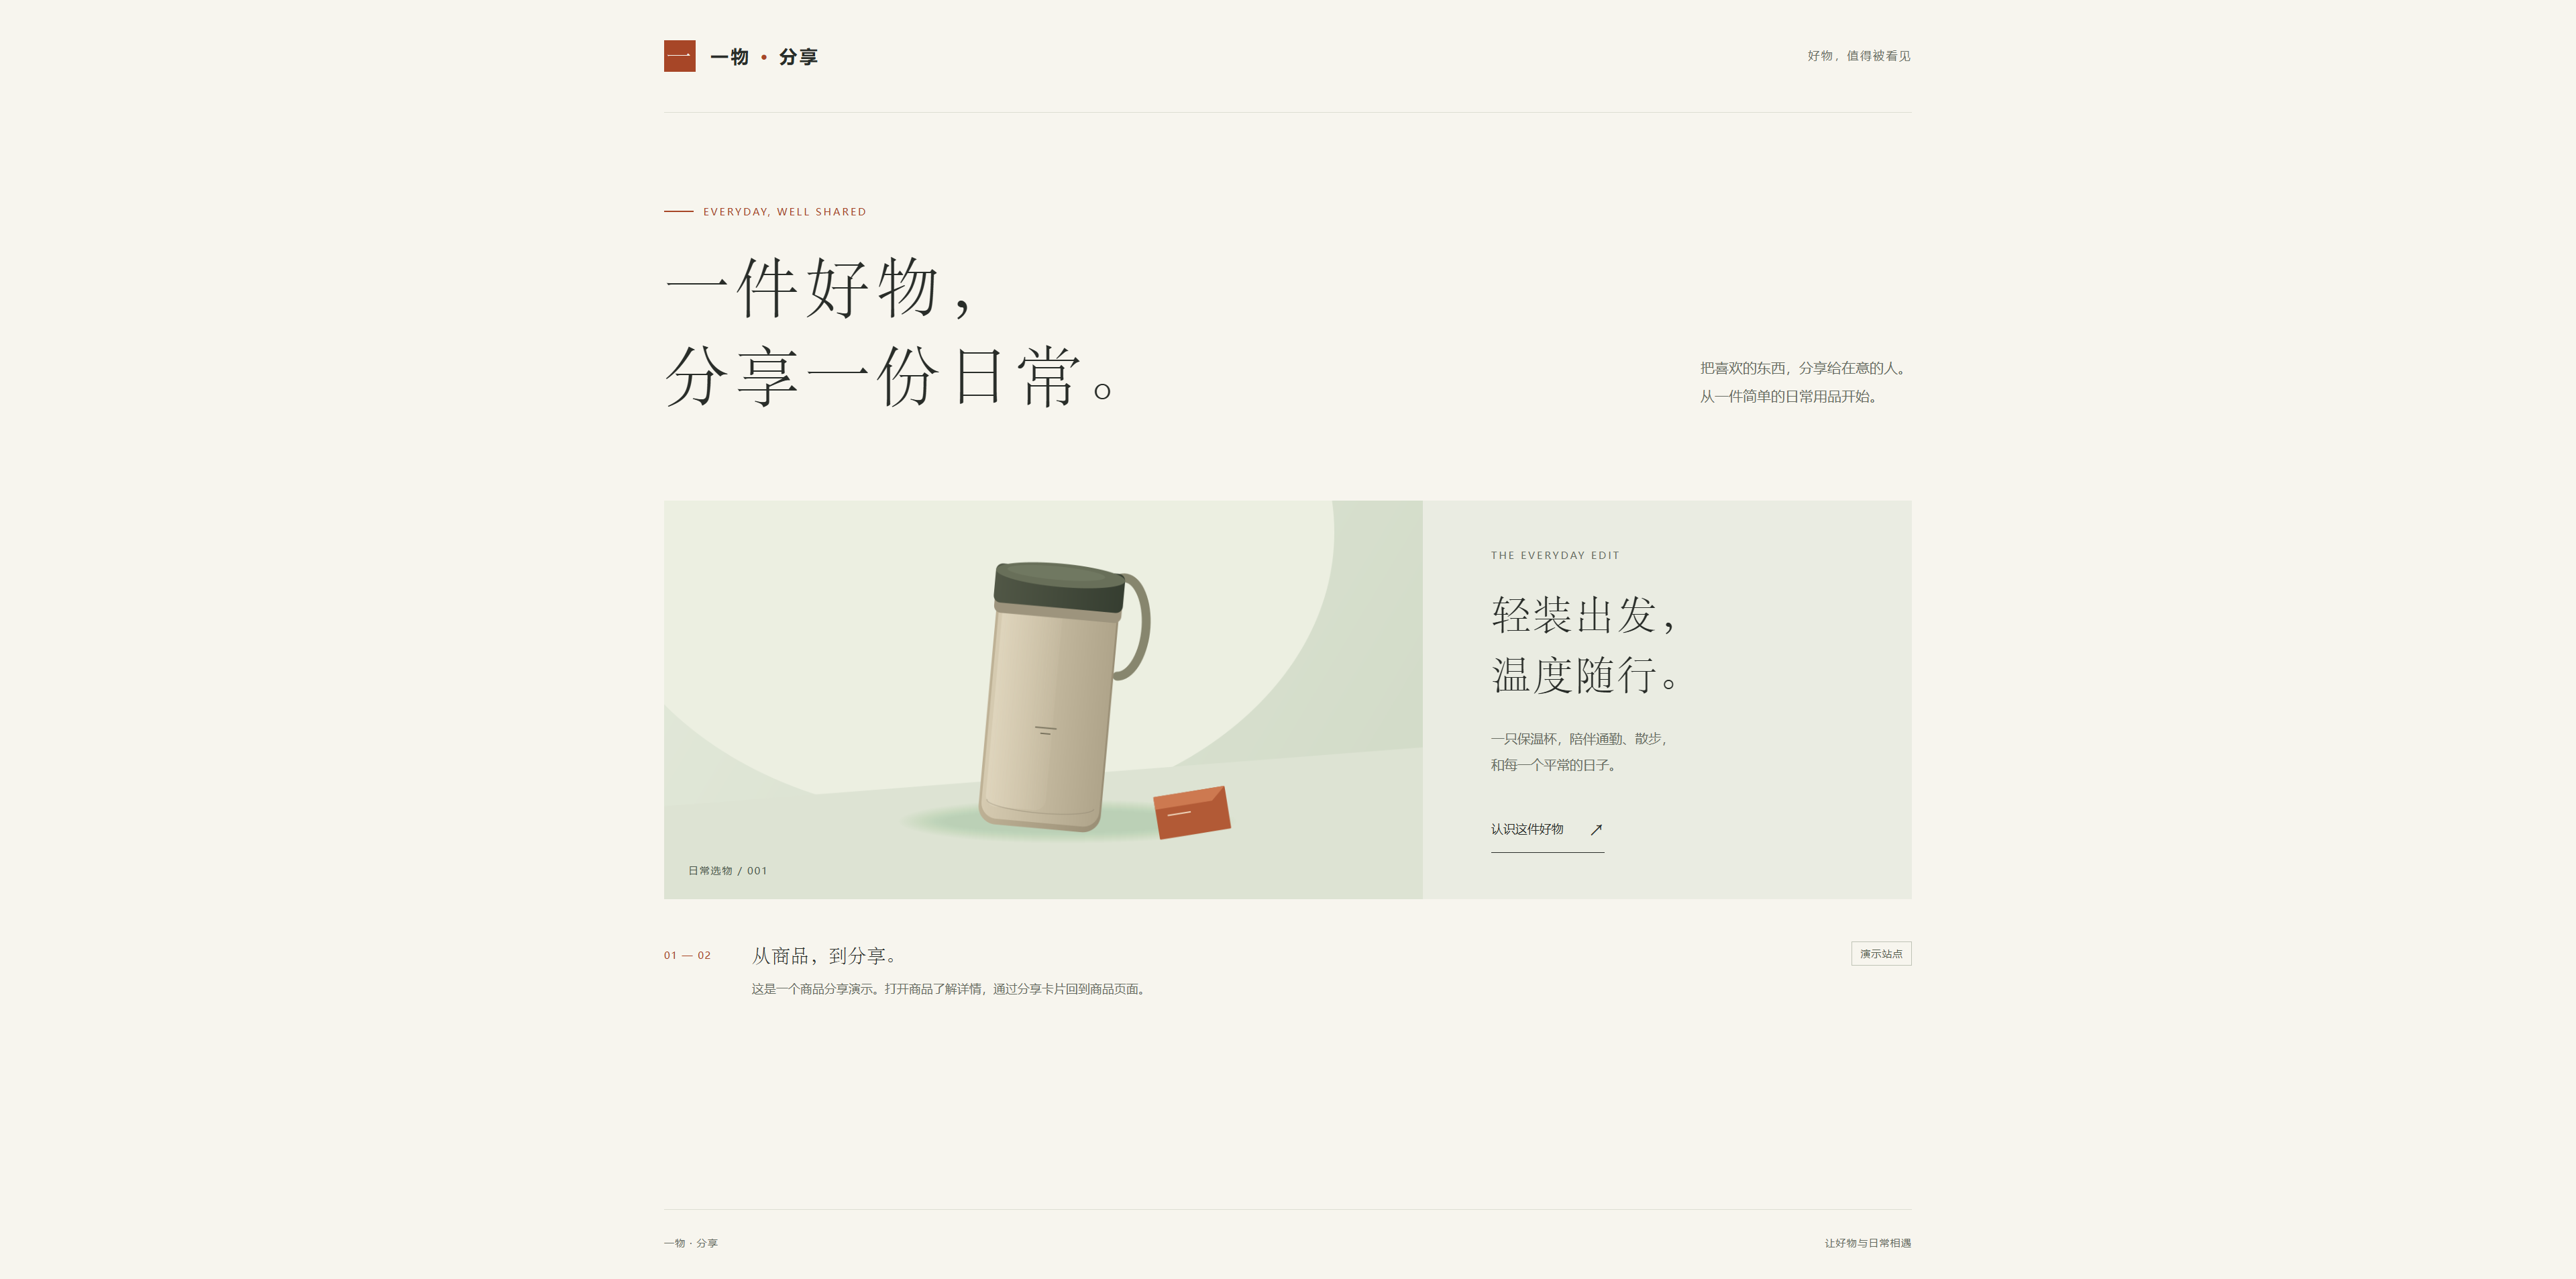 一
一物 • 分享
好物，值得被看见
EVERYDAY, WELL SHARED
一件好物，
分享一份日常。
把喜欢的东西，分享给在意的人。
从一件简单的日常用品开始。
日常选物 / 001
THE EVERYDAY EDIT
轻装出发，
温度随行。
一只保温杯，陪伴通勤、散步，
和每一个平常的日子。
认识这件好物 ↗
01 — 02
从商品，到分享。
这是一个商品分享演示。打开商品了解详情，通过分享卡片回到商品页面。
演示站点
一物 · 分享
让好物与日常相遇